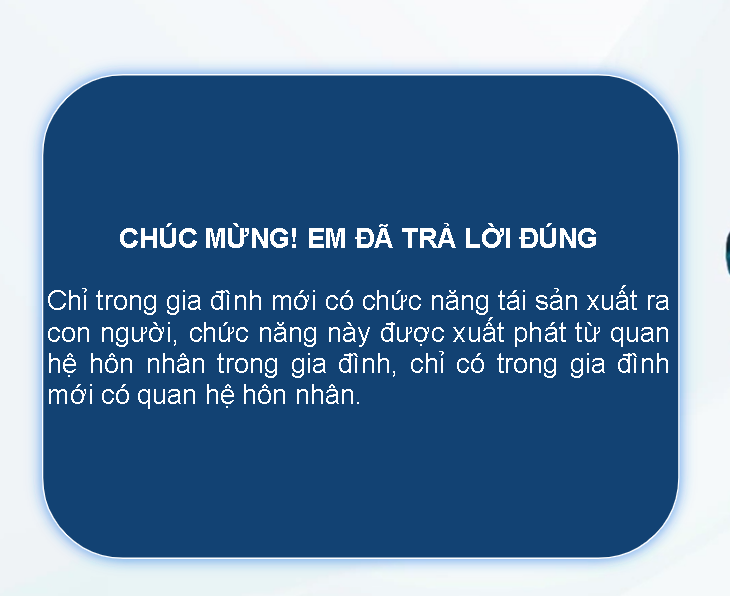 CHÚC MỪNG! EM ĐÃ TRẢ LỜI ĐÚNG
Chỉ trong gia đình mới có chức năng tái sản xuất ra
con người, chức năng này được xuất phát từ quan
hệ hôn nhân trong gia đình, chỉ có trong gia đình
mới có quan hệ hôn nhân.